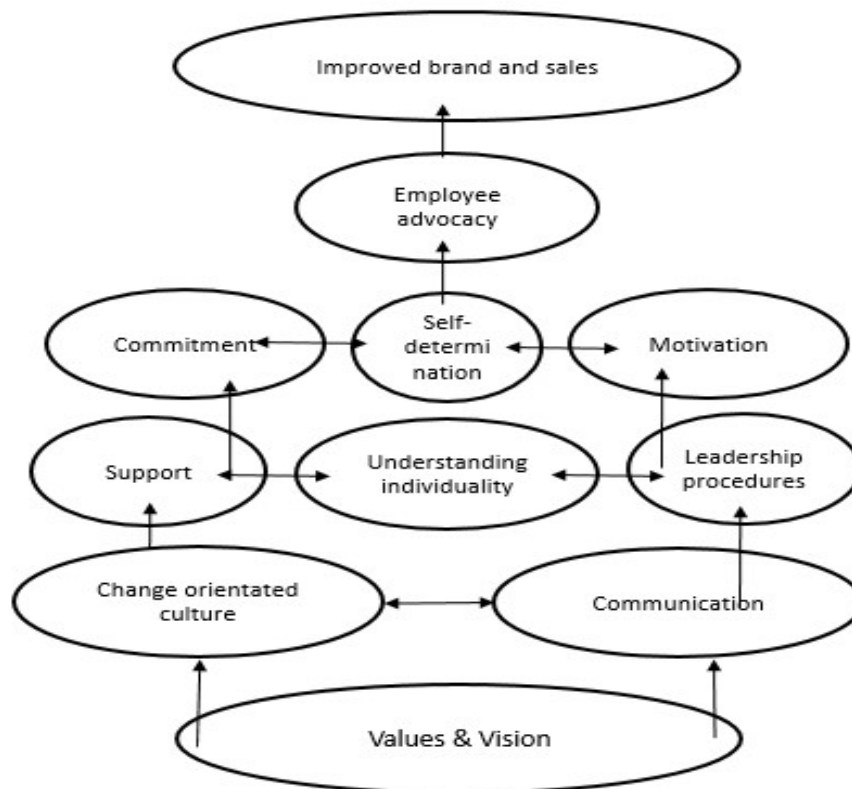 Improved brand and sales
Employee
advocacy
Commitment
Self-
determi
nation
Motivation
Support
Understanding
individuality
Leadership
procedures
Change orientated
culture
Communication
Values & Vision